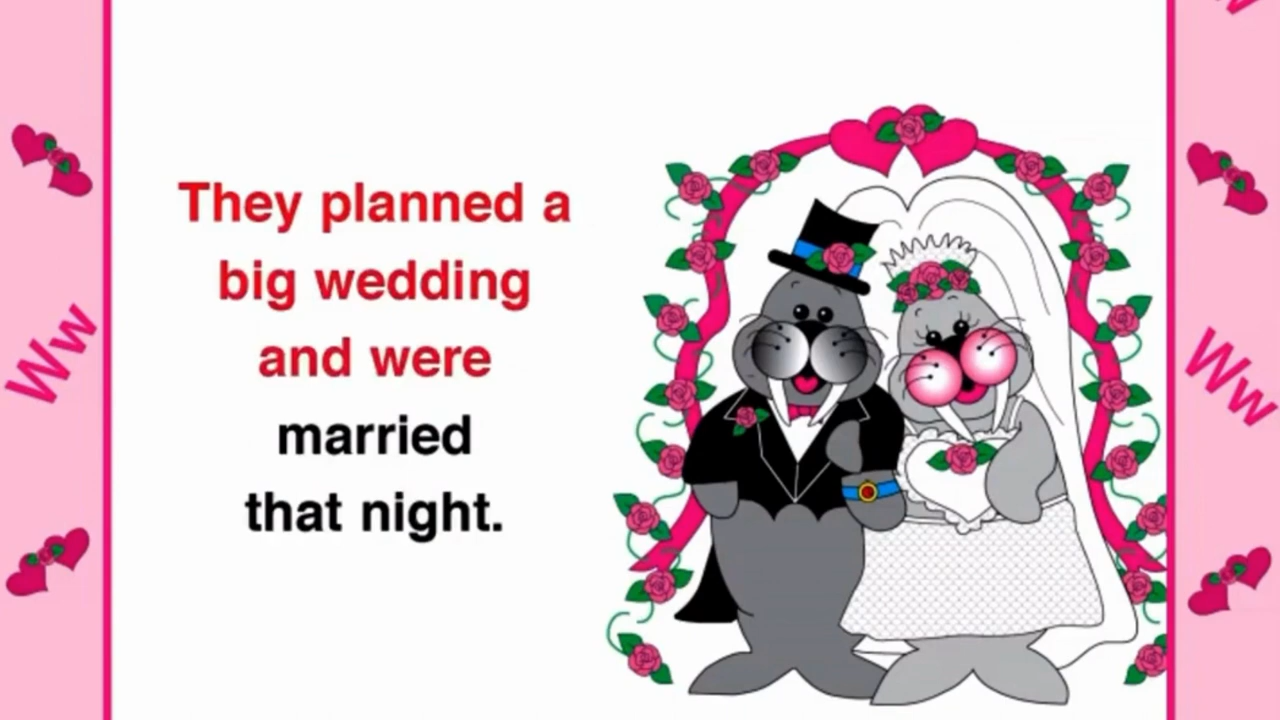 They planned a
big wedding
and were
married
that night.
Ww
Ww